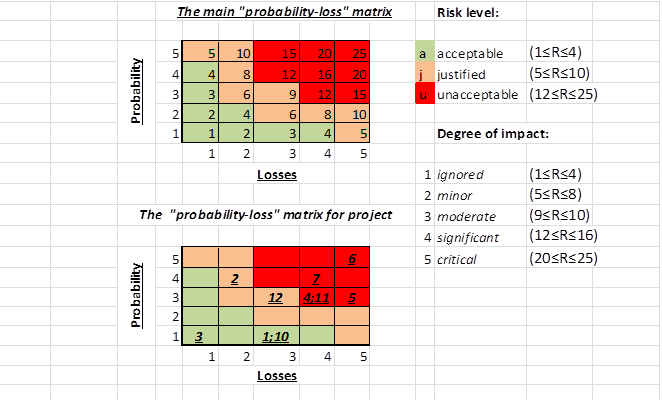 The main "probability-loss" matrix
Risk level:
5 5 10 15 20 25
a acceptable (1≤R≤4)
4 4 8 12 16 20
j justified (5≤R≤10)
3 3 6 9 12 15
u unacceptable (12≤R≤25)
2 2 4 6 8 10
1 1 2 3 4 5
Degree of impact:
Probability
1 2 3 4 5
Losses
1 ignored (1≤R≤4)
2 minor (5≤R≤8)
3 moderate (9≤R≤10)
4 significant (12≤R≤16)
5 critical (20≤R≤25)
The "probability-loss" matrix for project
5 6
4 2 7
3 12 4;11 5
2
1 3 1;10
Probability
1 2 3 4 5
Losses